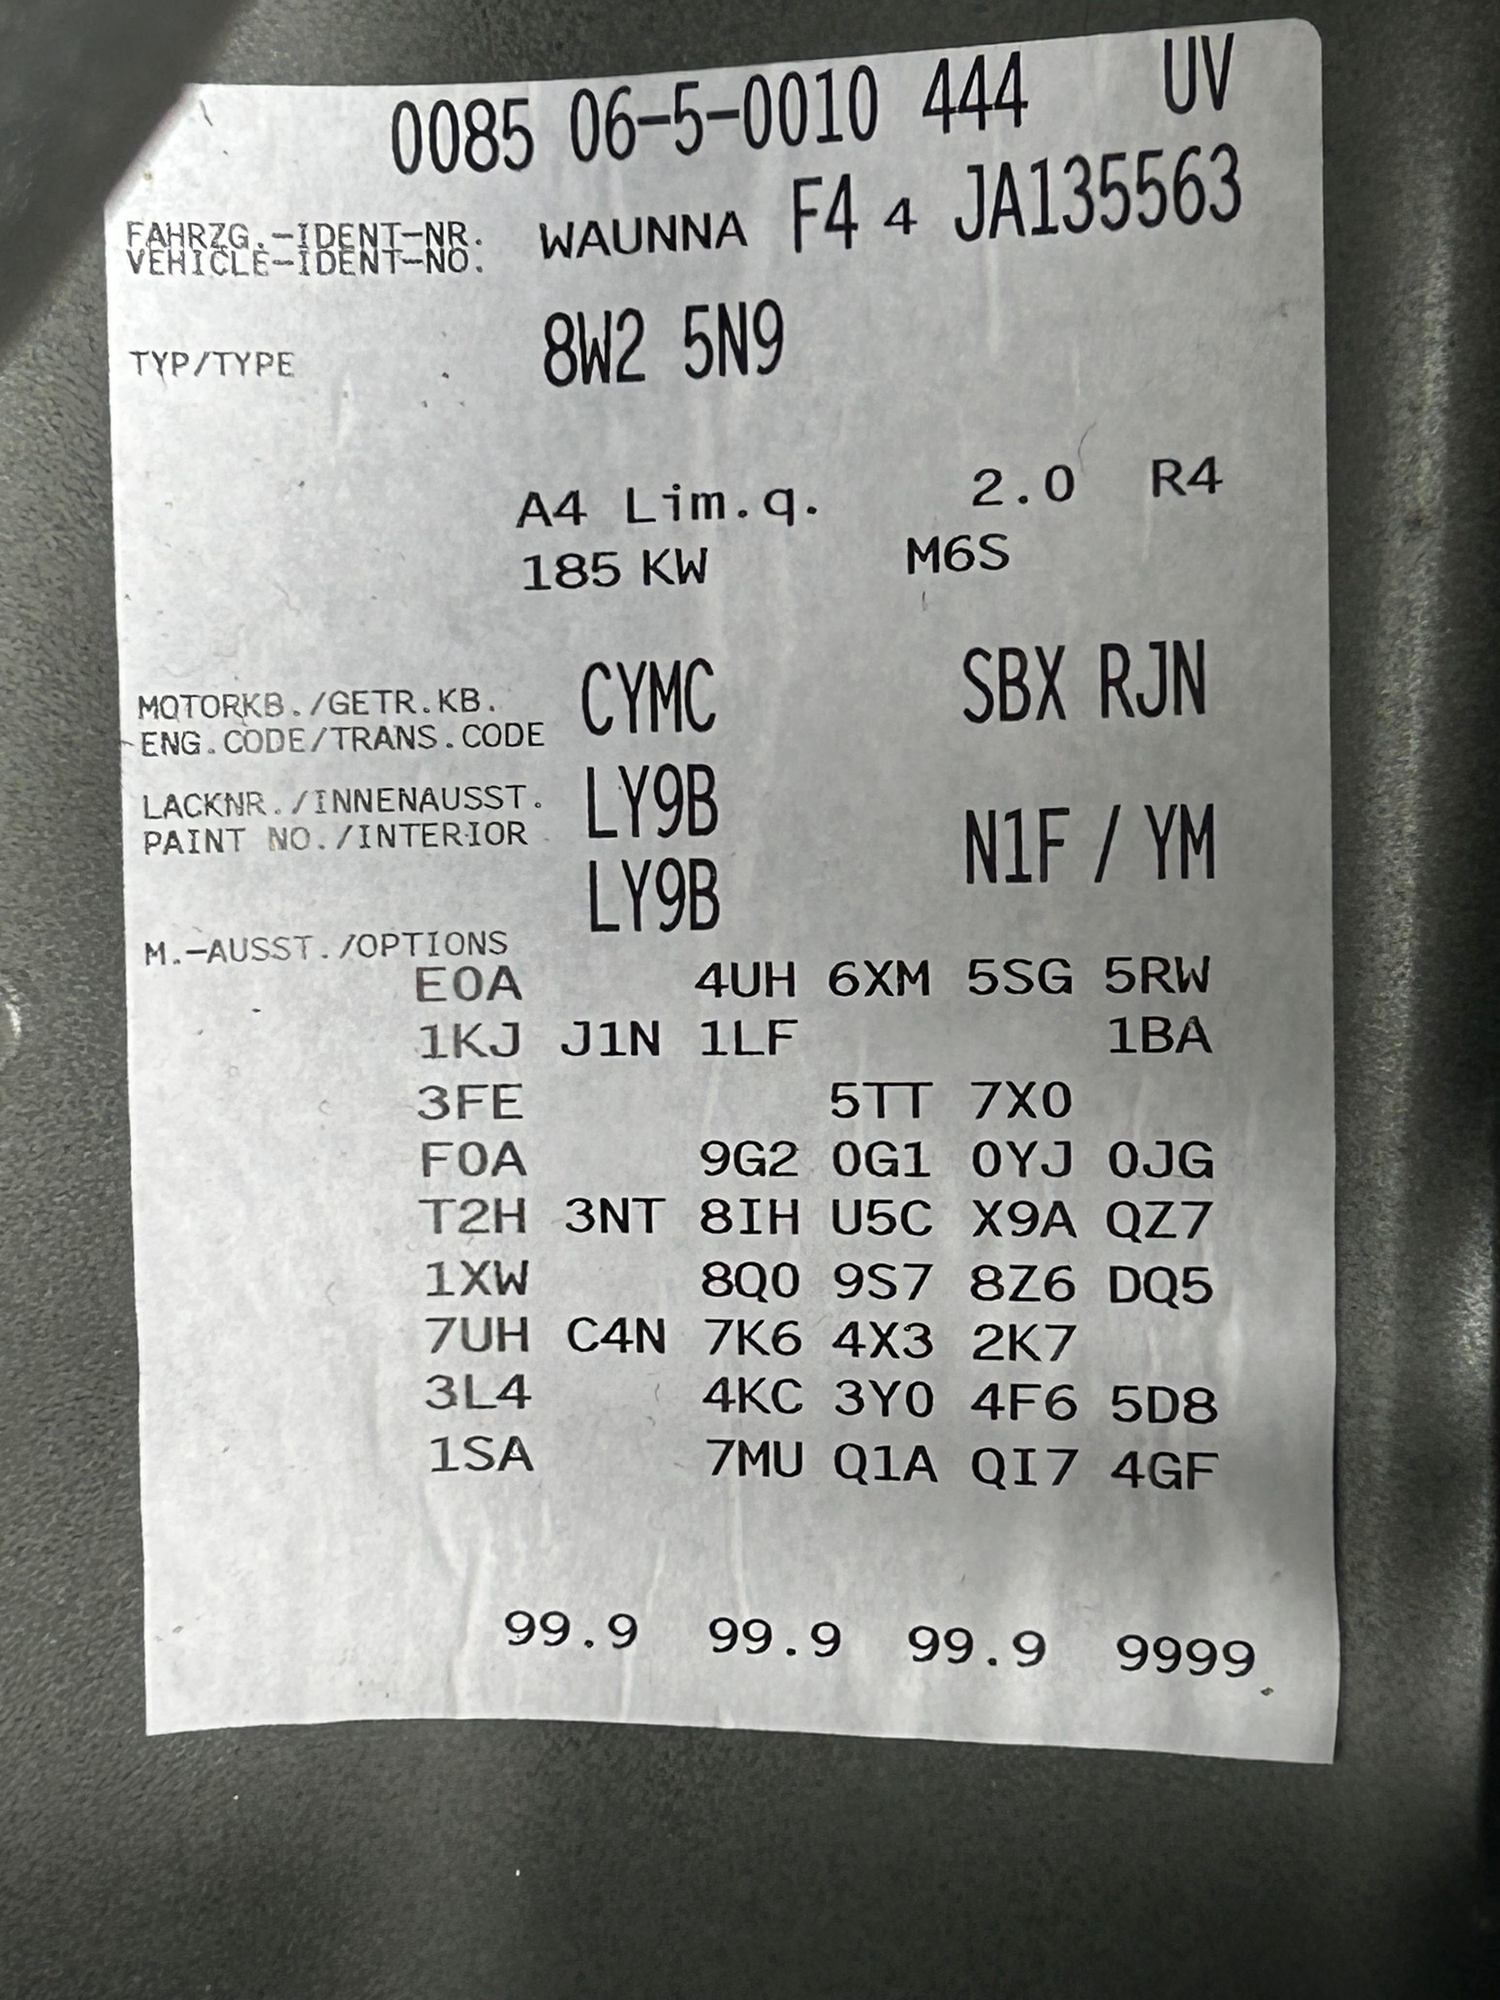 0085 06-5-0010 444 UV
FAHRZG.-IDENT-NR.
VEHICLE-IDENT-NO. WAUNNA F4 4 JA135563
TYP/TYPE 8W2 5N9
A4 Lim.q. 2.0 R4
185 KW M6S
MOTORKB./GETR.KB.
ENG.CODE/TRANS.CODE CYMC SBX RJN
LACKNR./INNENAUSST. LY9B
PAINT NO./INTERIOR N1F / YM
LY9B
M.-AUSST./OPTIONS
E0A 4UH 6XM 5SG 5RW
1KJ J1N 1LF 1BA
3FE 5TT 7X0
F0A 9G2 0G1 0YJ 0JG
T2H 3NT 8IH U5C X9A QZ7
1XW 8Q0 9S7 8Z6 DQ5
7UH C4N 7K6 4X3 2K7
3L4 4KC 3Y0 4F6 5D8
1SA 7MU Q1A QI7 4GF
99.9 99.9 99.9 9999